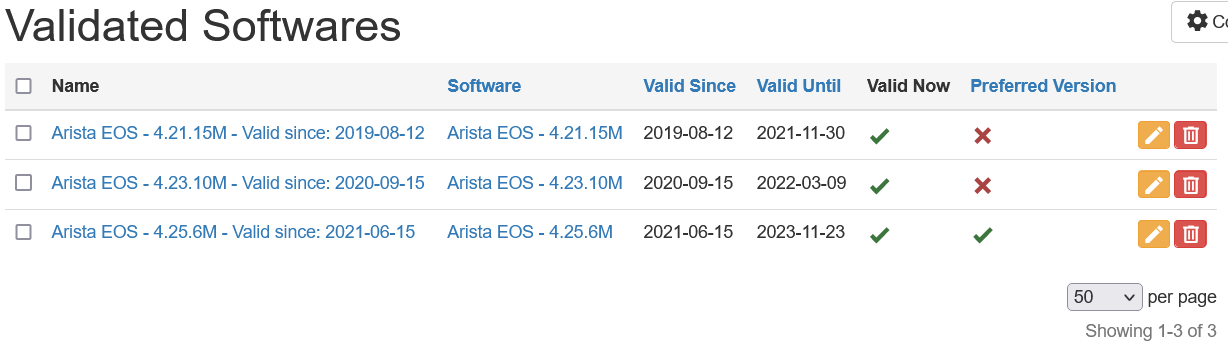 Validated Softwares
Co
Name Software Valid Since Valid Until Valid Now Preferred Version
Arista EOS - 4.21.15M - Valid since: 2019-08-12 Arista EOS - 4.21.15M 2019-08-12 2021-11-30
Arista EOS - 4.23.10M - Valid since: 2020-09-15 Arista EOS - 4.23.10M 2020-09-15 2022-03-09
Arista EOS - 4.25.6M - Valid since: 2021-06-15 Arista EOS - 4.25.6M 2021-06-15 2023-11-23
50 per page
Showing 1-3 of 3